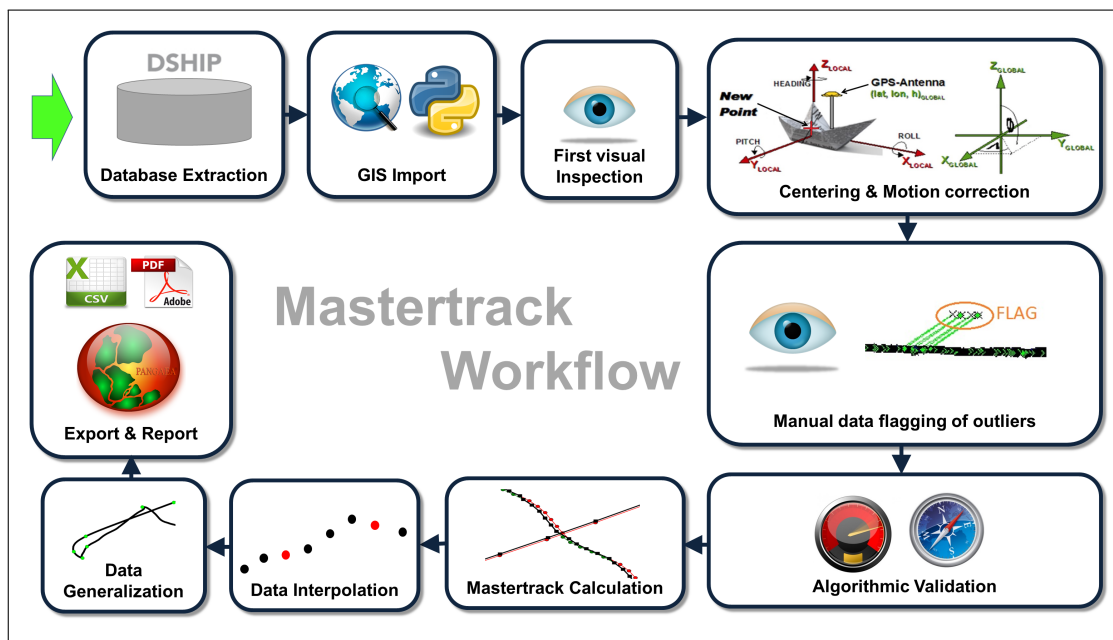 DSHIP
Database Extraction
GIS Import
First visual
Inspection
Z LOCAL
HEADING
GPS-Antenna
(lat, lon, h)GLOBAL
New
Point
PITCH
Y LOCAL
ROLL
X LOCAL
Z GLOBAL
Y GLOBAL
X GLOBAL
Centering & Motion correction
FLAG
Manual data flagging of outliers
Algorithmic Validation
N
E
S
W
Mastertrack Calculation
Data Interpolation
Data
Generalization
X
CSV
PDF
Adobe
PANGAEA
Export & Report
Mastertrack
Workflow